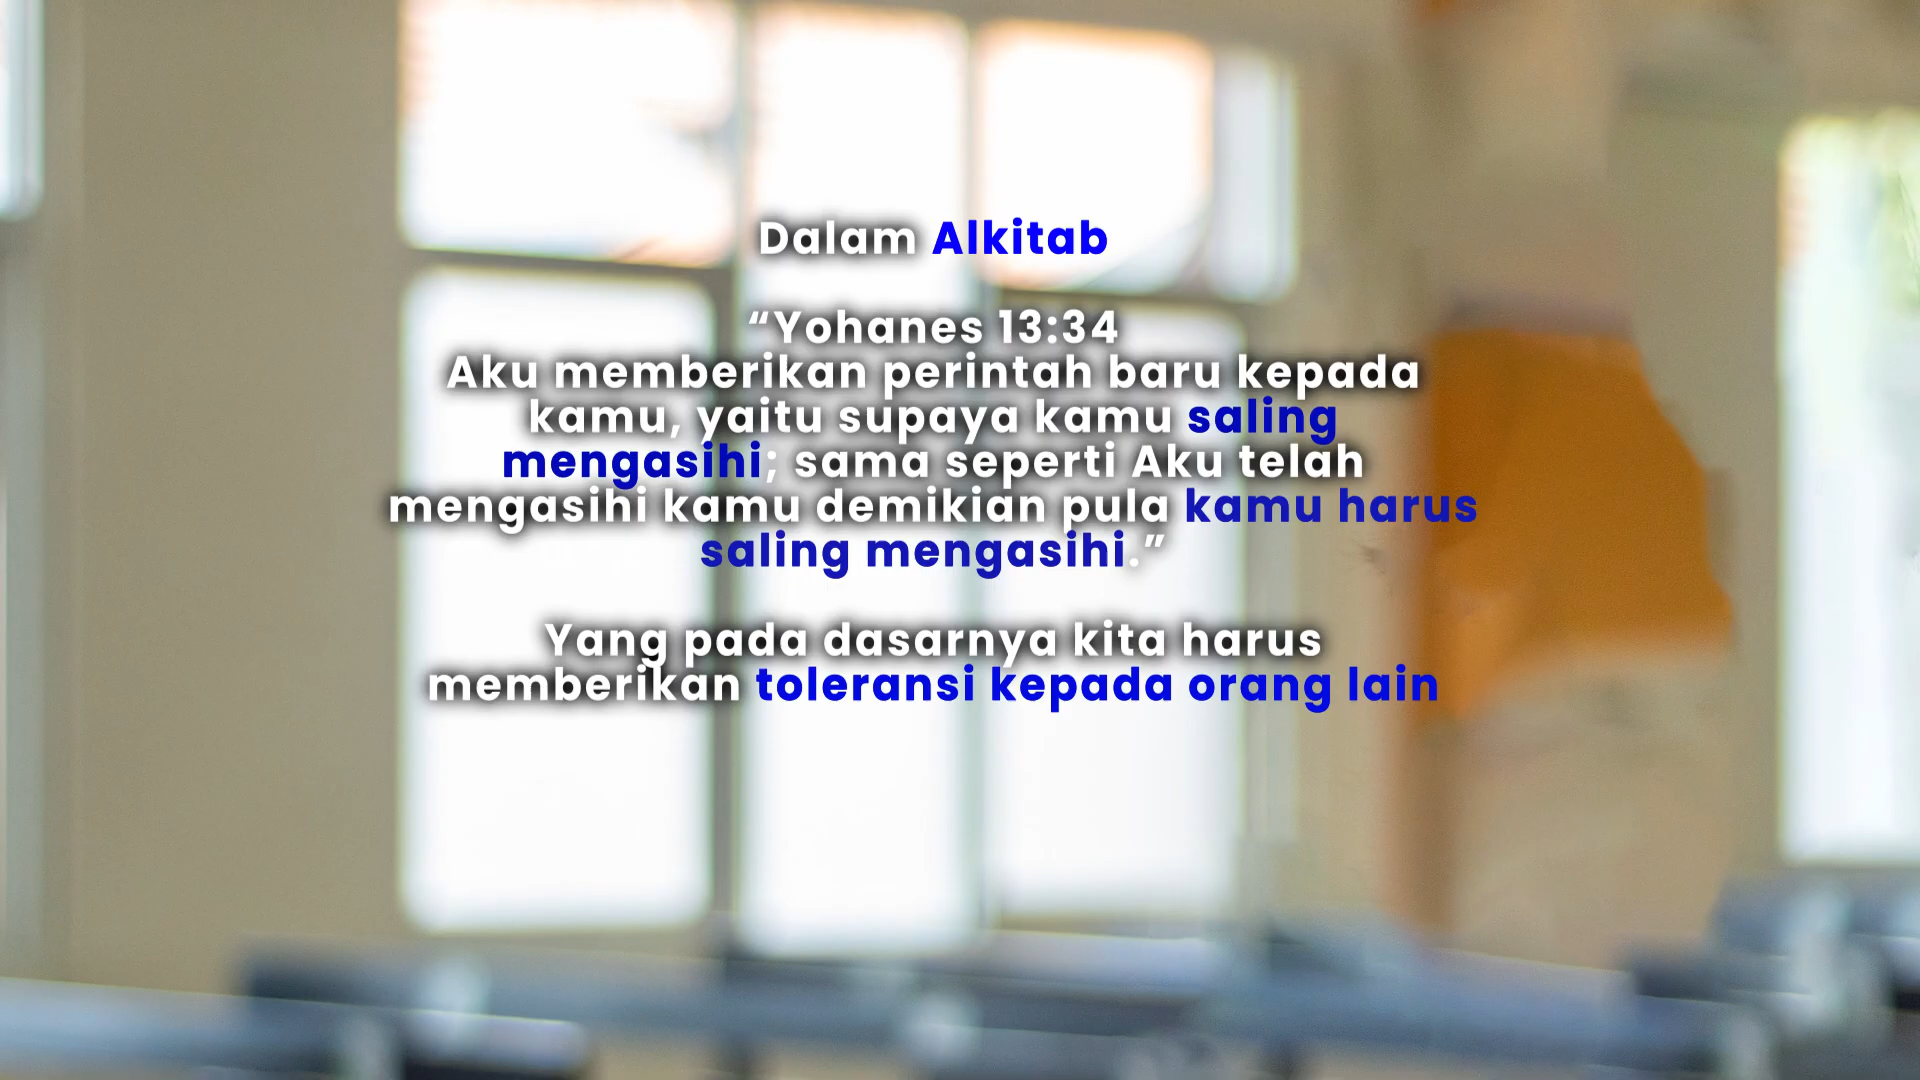 Dalam Alkitab
“Yohanes 13:34
Aku memberikan perintah baru kepada
kamu, yaitu supaya kamu saling
mengasihi; sama seperti Aku telah
mengasihi kamu demikian pula kamu harus
saling mengasihi.”
Yang pada dasarnya kita harus
memberikan toleransi kepada orang lain